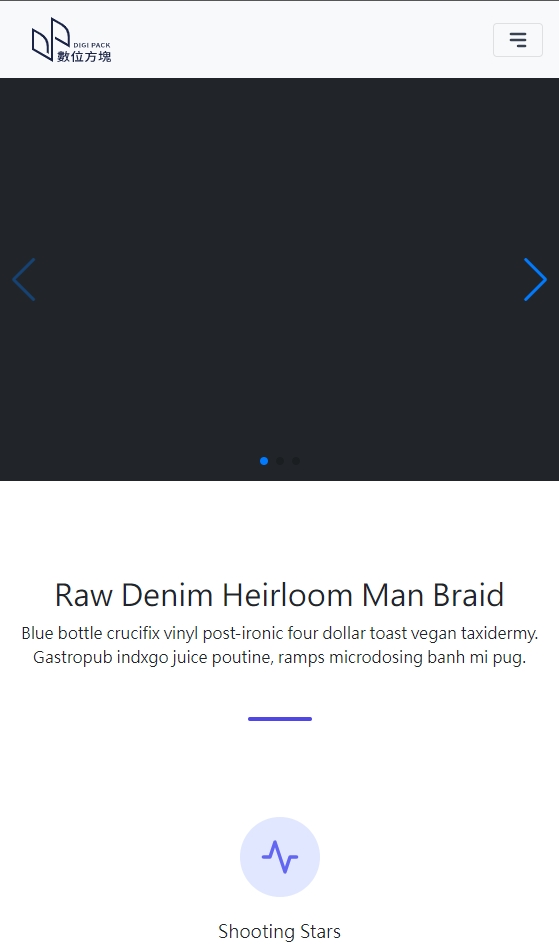 DIGI PACK
數位方塊
Raw Denim Heirloom Man Braid
Blue bottle crucifix vinyl post-ironic four dollar toast vegan taxidermy.
Gastropub indxgo juice poutine, ramps microdosing banh mi pug.
Shooting Stars